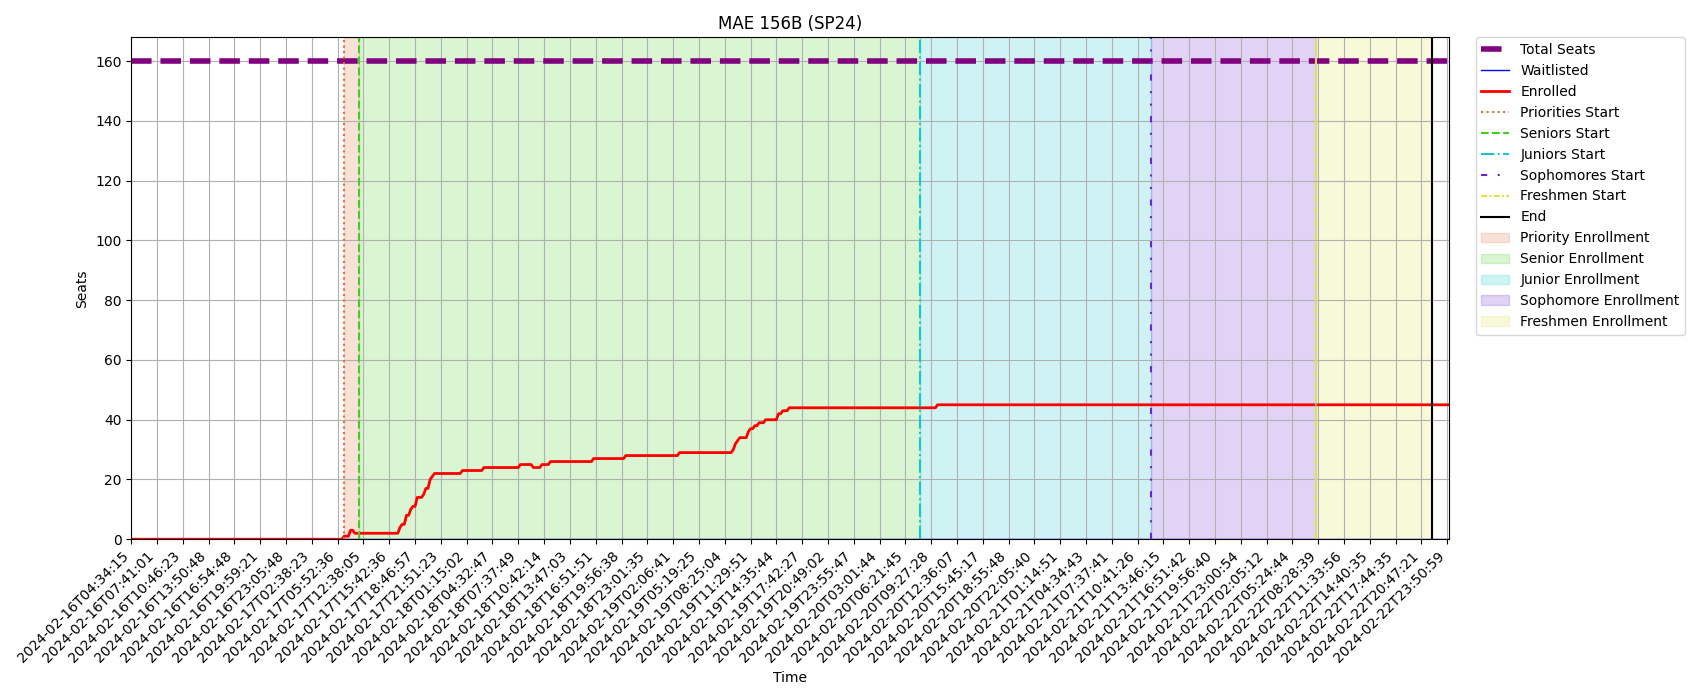 MAE 156B (SP24)
Seats
160
140
120
100
80
60
40
20
0
2024-02-16T04:34:15
2024-02-16T07:41:01
2024-02-16T10:46:23
2024-02-16T13:50:48
2024-02-16T16:54:48
2024-02-16T19:59:21
2024-02-16T23:05:48
2024-02-17T02:38:23
2024-02-17T05:52:36
2024-02-17T12:38:05
2024-02-17T15:42:36
2024-02-17T18:46:57
2024-02-17T21:51:23
2024-02-18T01:15:02
2024-02-18T04:32:47
2024-02-18T07:37:49
2024-02-18T10:42:14
2024-02-18T13:47:03
2024-02-18T16:51:51
2024-02-18T19:56:38
2024-02-18T23:01:35
2024-02-19T02:06:41
2024-02-19T05:19:25
2024-02-19T08:25:04
2024-02-19T11:29:51
2024-02-19T14:35:44
2024-02-19T17:42:27
2024-02-19T20:49:02
2024-02-19T23:55:47
2024-02-20T03:01:44
2024-02-20T06:21:45
2024-02-20T09:27:28
2024-02-20T12:36:07
2024-02-20T15:45:17
2024-02-20T18:55:48
2024-02-20T22:05:40
2024-02-21T01:14:51
2024-02-21T04:34:43
2024-02-21T07:37:41
2024-02-21T10:41:26
2024-02-21T13:46:15
2024-02-21T16:51:42
2024-02-21T19:56:40
2024-02-21T23:00:54
2024-02-22T02:05:12
2024-02-22T05:24:44
2024-02-22T08:28:39
2024-02-22T11:33:56
2024-02-22T14:40:35
2024-02-22T17:44:35
2024-02-22T20:47:21
2024-02-22T23:50:59
Time
Total Seats
Waitlisted
Enrolled
Priorities Start
Seniors Start
Juniors Start
Sophomores Start
Freshmen Start
End
Priority Enrollment
Senior Enrollment
Junior Enrollment
Sophomore Enrollment
Freshmen Enrollment